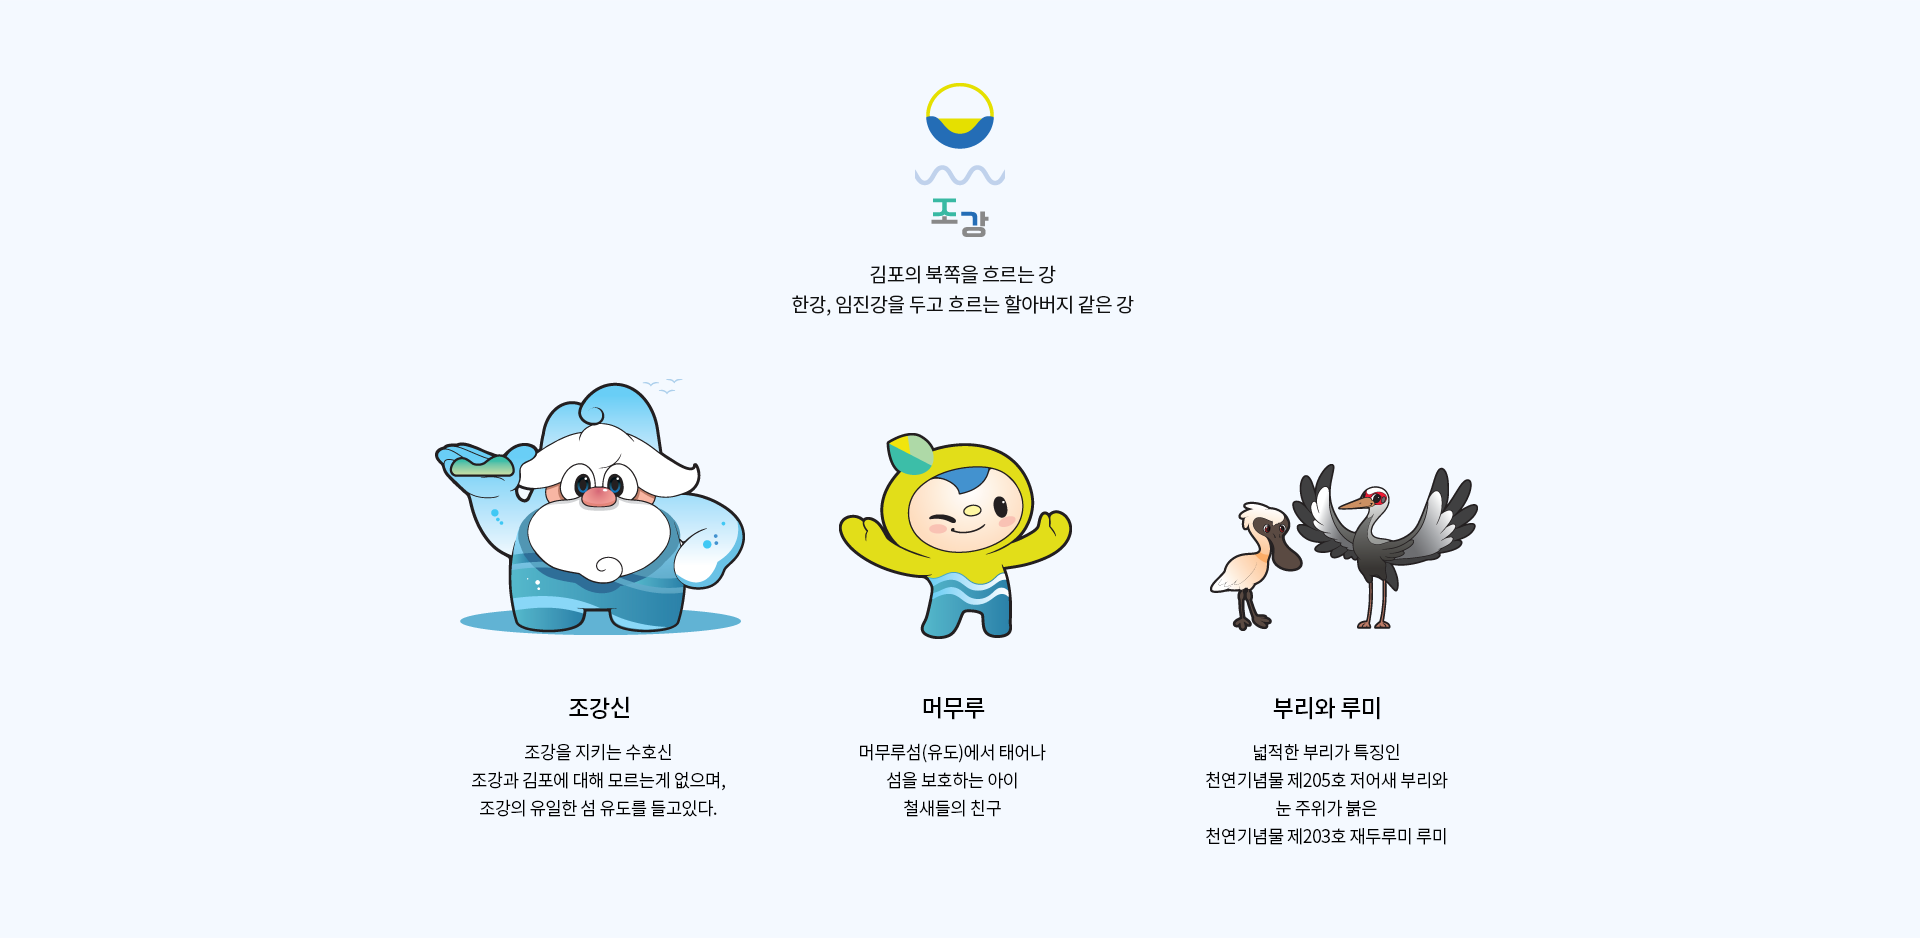 조강
김포의 북쪽을 흐르는 강
한강, 임진강을 두고 흐르는 할아버지 같은 강
조강신
조강을 지키는 수호신
조강과 김포에 대해 모르는게 없으며,
조강의 유일한 섬 유도를 들고있다.
머무루
머무루섬(유도)에서 태어나
섬을 보호하는 아이
철새들의 친구
부리와 루미
넓적한 부리가 특징인
천연기념물 제205호 저어새 부리와
눈 주위가 붉은
천연기념물 제203호 재두루미 루미